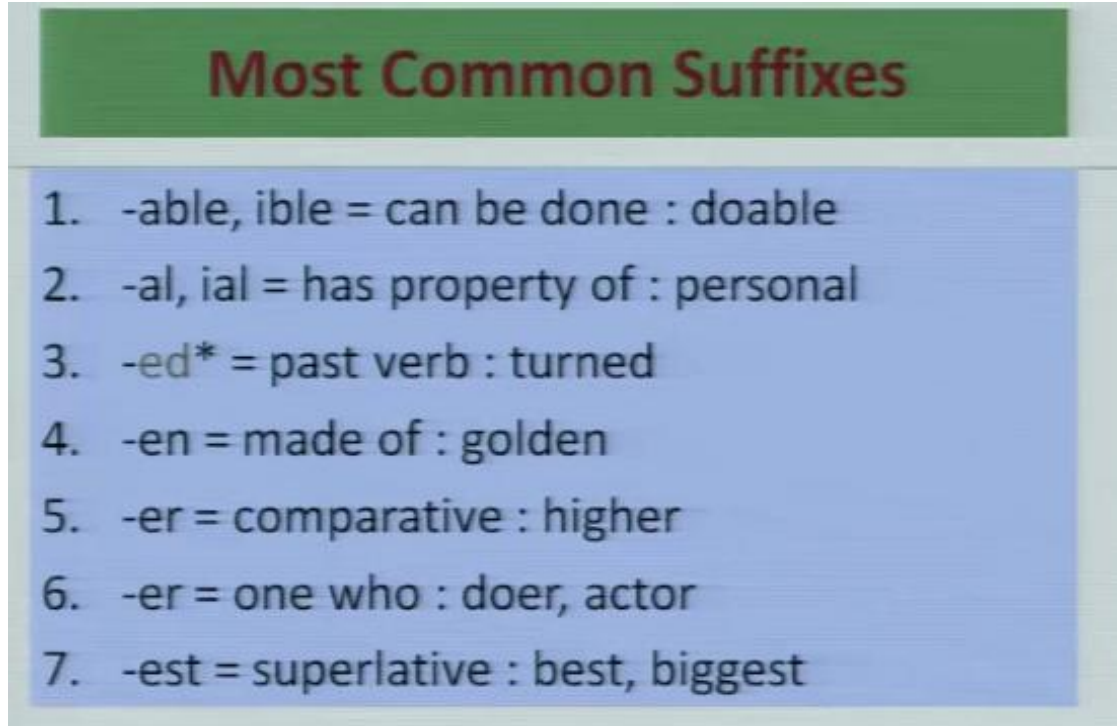 Most Common Suffixes
1. -able, ible = can be done : doable
2. -al, ial = has property of : personal
3. -ed* = past verb : turned
4. -en = made of : golden
5. -er = comparative : higher
6. -er = one who : doer, actor
7. -est = superlative : best, biggest